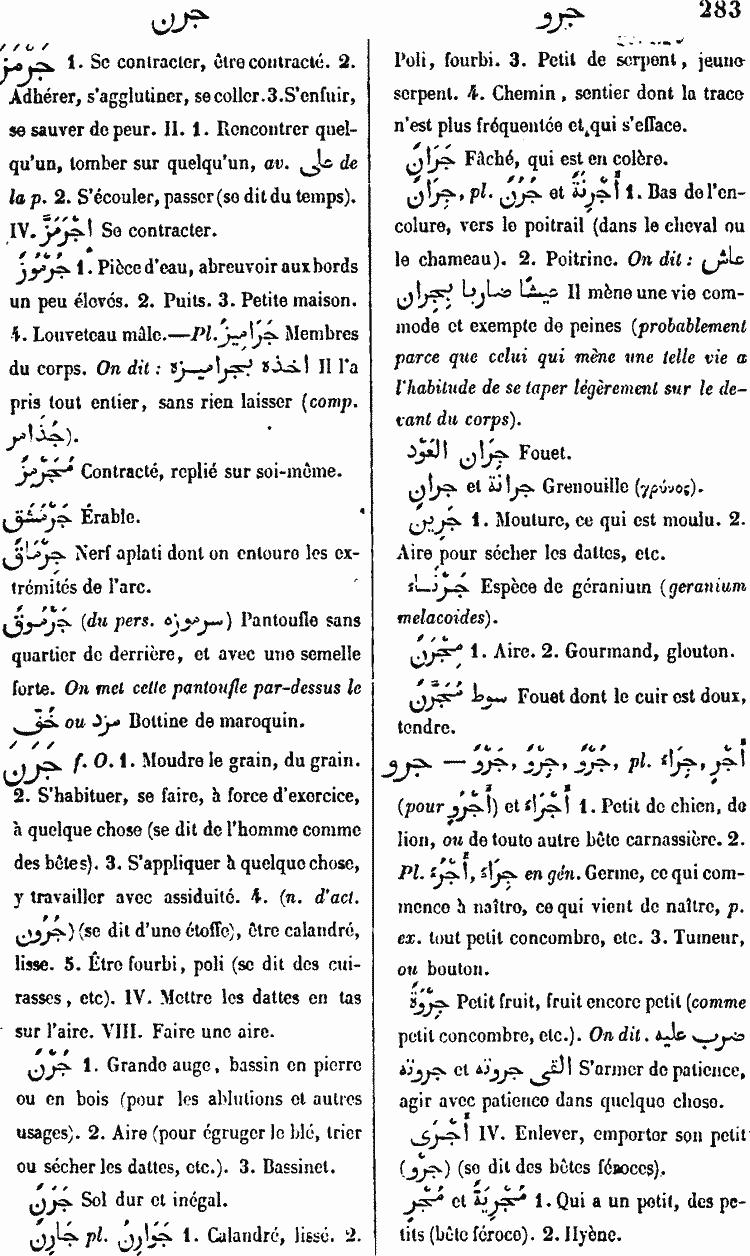 جرن
جرو
283
جَرْمَزَ 1. Se contracter, être contracté. 2.
Adhérer, s'agglutiner, se coller. 3. S'enfuir,
se sauver de peur. II. 1. Rencontrer quel-
qu'un, tomber sur quelqu'un, av. على de
la p. 2. S'écouler, passer (se dit du temps).
IV. اجْرَمَّزَ Se contracter.
جُرْمُوزٌ 1. Pièce d'eau, abreuvoir aux bords
un peu élevés. 2. Puits. 3. Petite maison.
4. Louveteau mâle.—Pl. جَرَامِيزُ Membres
du corps. On dit : اخذه بجراميزه Il l'a
pris tout entier, sans rien laisser (comp.
جُذَامر).
مُجْرَمِّزٌ Contracté, replié sur soi-même.
جَرْمَشَقٌ Érable.
جِرْمَاقٌ Nerf aplati dont on entoure les ex-
trémités de l'arc.
جُرْمُوقٌ (du pers. سرموزه) Pantoufle sans
quartier de derrière, et avec une semelle
forte. On met cette pantoufle par-dessus le
خُفّ ou مزد Bottine de maroquin.
جَرَنَ f. O. 1. Moudre le grain, du grain.
2. S'habituer, se faire, à force d'exercice,
à quelque chose (se dit de l'homme comme
des bêtes). 3. S'appliquer à quelque chose,
y travailler avec assiduité. 4. (n. d'act.
جُرُون) (se dit d'une étoffe), être calandré,
lisse. 5. Être fourbi, poli (se dit des cui-
rasses, etc). IV. Mettre les dattes en tas
sur l'aire. VIII. Faire une aire.
جُرْنٌ 1. Grande auge, bassin en pierre
ou en bois (pour les ablutions et autres
usages). 2. Aire (pour égruger le blé, trier
ou sécher les dattes, etc.). 3. Bassinet.
جَرَنٌ Sol dur et inégal.
جَارِنٌ pl. جَوَارِنُ 1. Calandré, lissé. 2.
Poli, fourbi. 3. Petit de serpent, jeune
serpent. 4. Chemin, sentier dont la trace
n'est plus fréquentée et qui s'efface.
جَرَّانٌ Fâché, qui est en colère.
جِرَانٌ, pl. جُرُنٌ et أَجْرِنَةٌ 1. Bas de l'en-
colure, vers le poitrail (dans le cheval ou
le chameau). 2. Poitrine. On dit : عاش
عيشًا ضاربا بجران Il mène une vie com-
mode et exempte de peines (probablement
parce que celui qui mène une telle vie a
l'habitude de se taper légèrement sur le de-
vant du corps).
جِرَان العَوْد Fouet.
جران et جرانة Grenouille (γρύνος).
جَرِينٌ 1. Mouture, ce qui est moulu. 2.
Aire pour sécher les dattes, etc.
جَرْنَاء Espèce de géranium (geranium
melacoides).
مِجْرَنٌ 1. Aire. 2. Gourmand, glouton.
سوط مُجَرَّنٌ Fouet dont le cuir est doux,
tendre.
جرو — جَرْوٌ, جِرْوٌ, جُرْوٌ, pl. جِرَاءٌ, أَجْرٍ
(pour أَجْرُوٌ) et أَجْرَاءٌ 1. Petit de chien, de
lion, ou de toute autre bête carnassière. 2.
Pl. جِرَاءٌ, أَجْرُءٌ en gén. Germe, ce qui com-
mence à naître, ce qui vient de naître, p.
ex. tout petit concombre, etc. 3. Tumeur,
ou bouton.
جِرْوَةٌ Petit fruit, fruit encore petit (comme
petit concombre, etc.). On dit. ضرب عليه
جروته et القى جروته S'armer de patience,
agir avec patience dans quelque chose.
أَجْرَى IV. Enlever, emporter son petit
(جرْو) (se dit des bêtes féroces).
مُجْرٍ et مُجْرِيَةٌ 1. Qui a un petit, des pe-
tits (bête féroce). 2. Hyène.